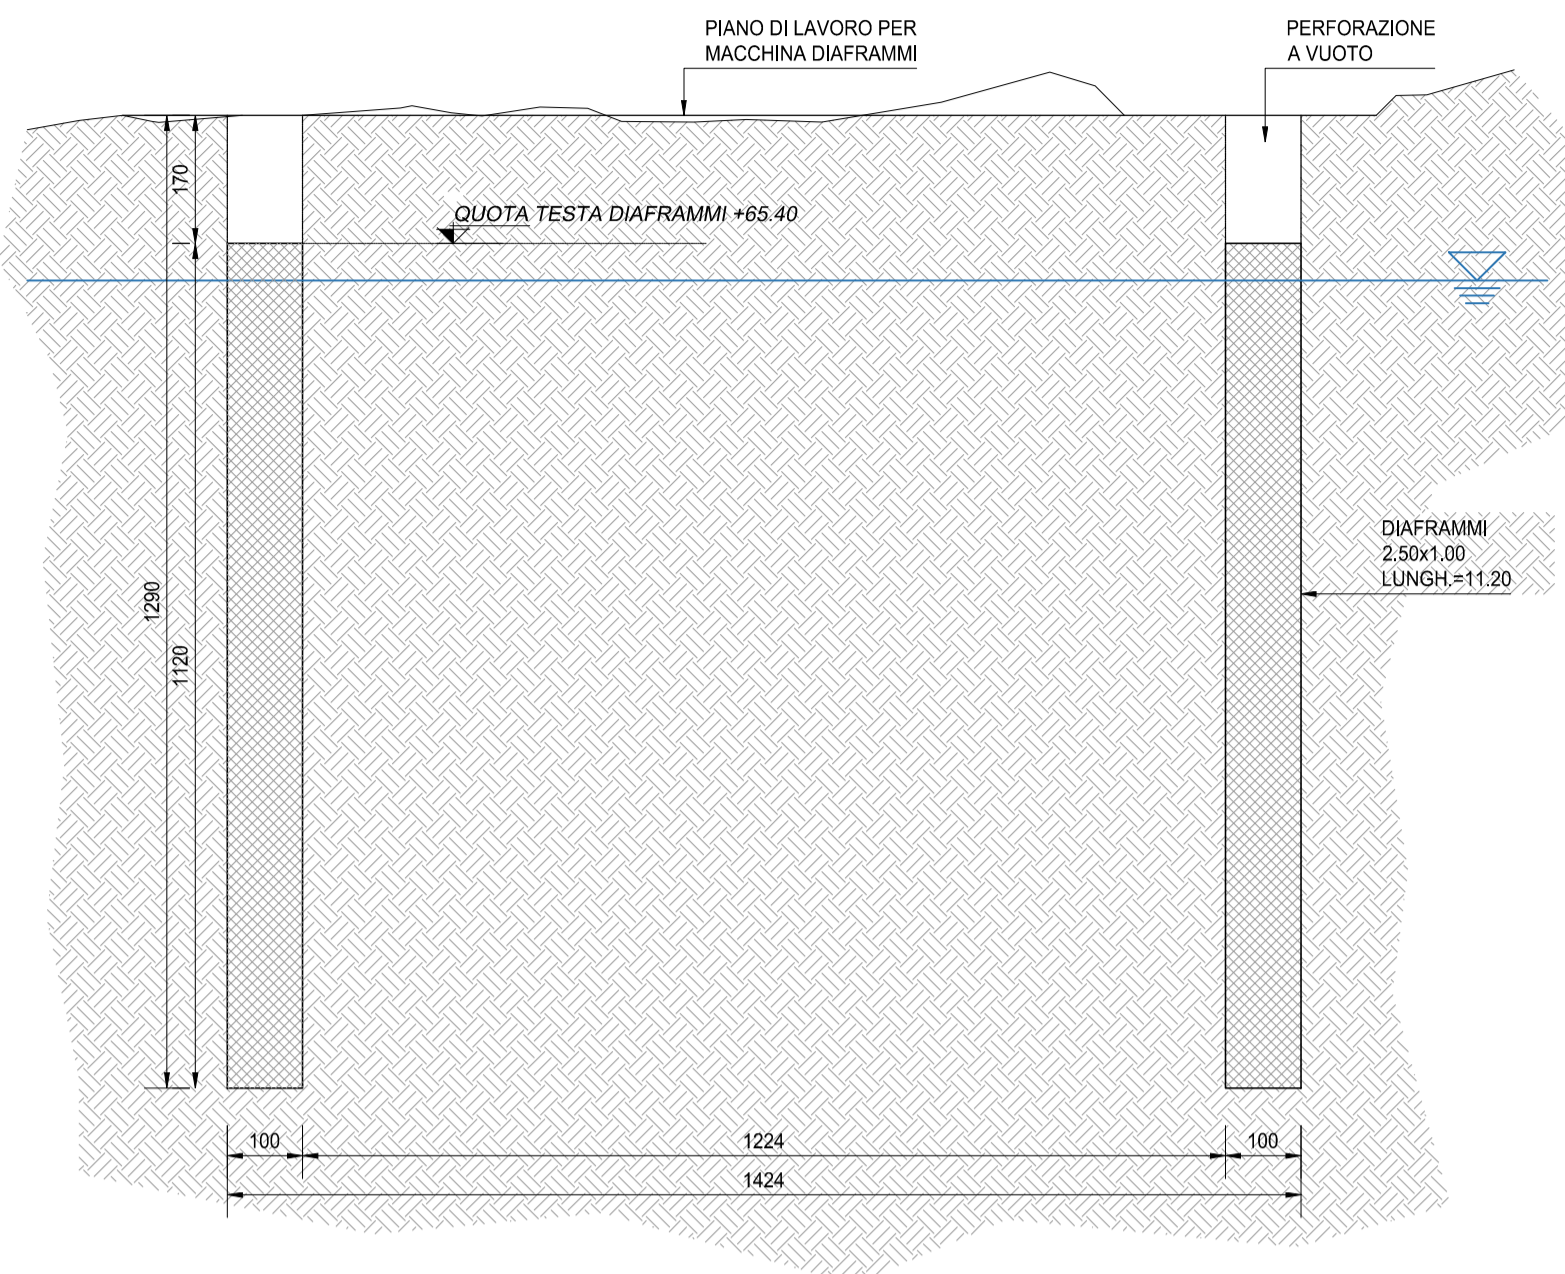 PIANO DI LAVORO PER
MACCHINA DIAFRAMMI
PERFORAZIONE
A VUOTO
170
QUOTA TESTA DIAFRAMMI +65.40
DIAFRAMMI
2.50x1.00
LUNGH.=11.20
1290
1120
100
1224
100
1424